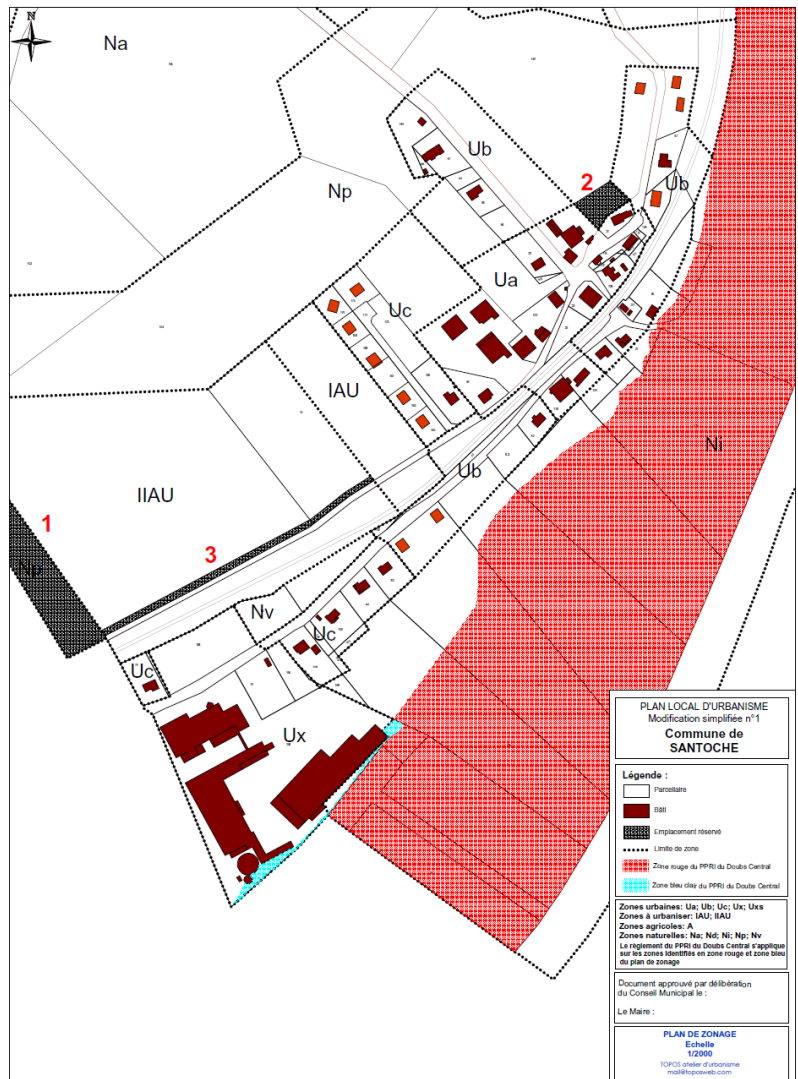 N
Na
Ub
Np
2
Ub
Ua
Uc
IAU
Ni
Ub
IIAU
1
3
Np
Nv
Uc
Uc
Ux
PLAN LOCAL D'URBANISME
Modification simplifiée n°1
Commune de
SANTOCHE
Légende :
Parcellaire
Bâti
Emplacement réservé
Limite de zone
Zone rouge du PPRI du Doubs Central
Zone bleu clair du PPRI du Doubs Central
Zones urbaines: Ua; Ub; Uc; Ux; Uxs
Zones à urbaniser: IAU; IIAU
Zones agricoles: A
Zones naturelles: Na; Nd; Ni; Np; Nv
Le règlement du PPRI du Doubs Central s'applique
sur les zones identifiés en zone rouge et zone bleu
du plan de zonage
Document approuvé par délibération
du Conseil Municipal le :
Le Maire :
PLAN DE ZONAGE
Echelle
1/2000
TOPOS atelier d'urbanisme
mail@toposweb.com